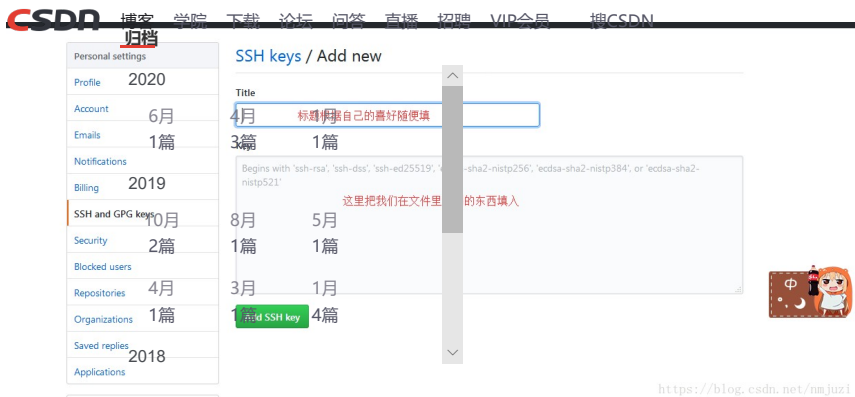 CSDN 博客 学院 下载 论坛 问答 直播 招聘 VIP会员 搜CSDN
归档
Personal settings
Profile
Account
Emails
Notifications
Billing
SSH and GPG keys
Security
Blocked users
Repositories
Organizations
Saved replies
Applications
2020
6月 4月 1月
1篇 3篇 1篇
2019
10月 8月 5月
2篇 1篇 1篇
4月 3月 1月
1篇 1篇 4篇
2018
SSH keys / Add new
Title
标题根据自己的喜好随便填
Begins with 'ssh-rsa', 'ssh-dss', 'ssh-ed25519', 'ecdsa-sha2-nistp256', 'ecdsa-sha2-nistp384', or 'ecdsa-sha2-
nistp521'
这里把我们在文件里 的东西填入
SSH key
中
https://blog.csdn.net/nmjuzi